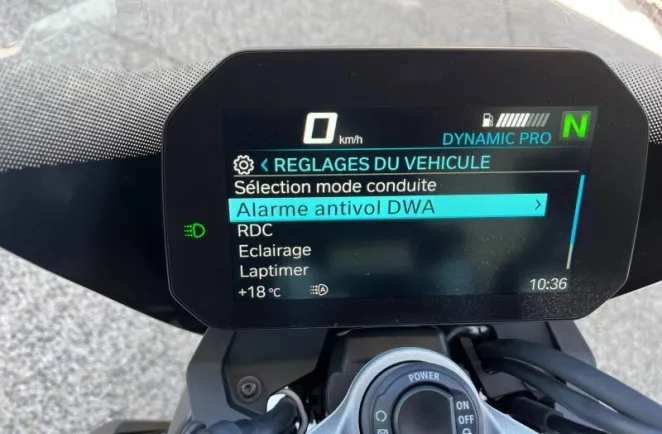 0 km/h
DYNAMIC PRO N
< REGLAGES DU VEHICULE
Sélection mode conduite
Alarme antivol DWA >
RDC
Eclairage
Laptimer
+18 °C A 10:36
POWER
ON
OFF